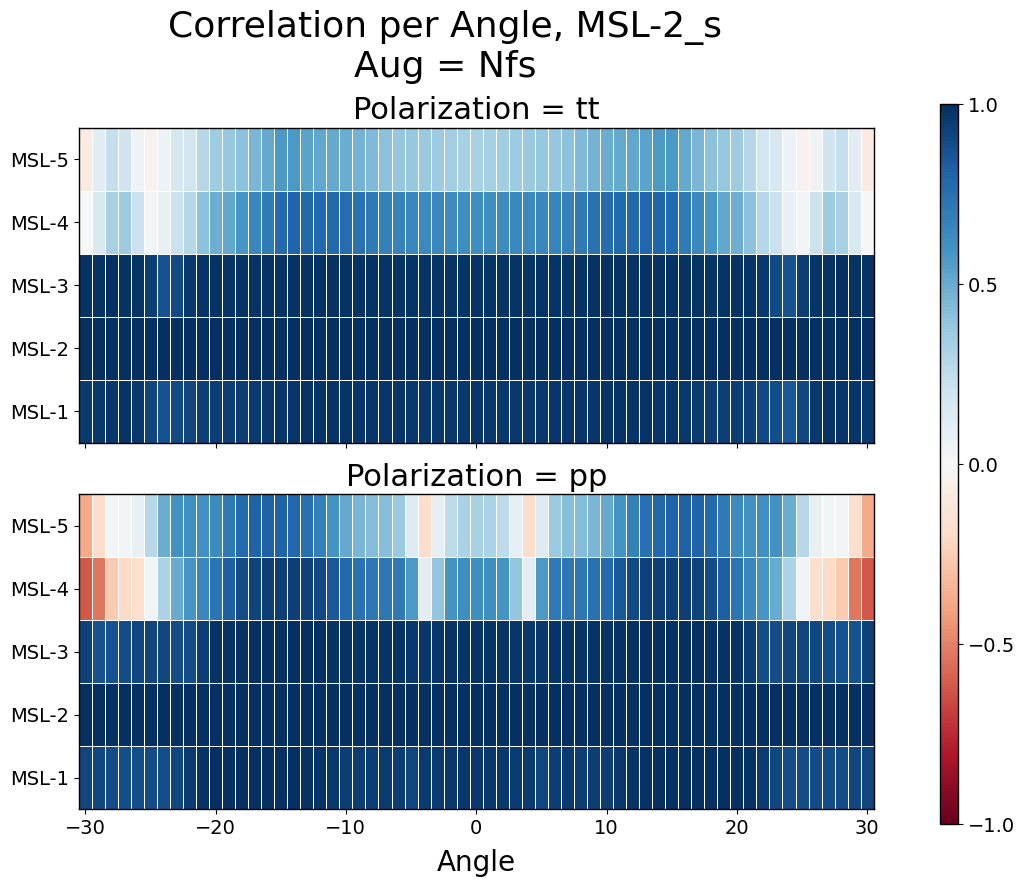 Correlation per Angle, MSL-2_s
Aug = Nfs
Polarization = tt
MSL-5
MSL-4
MSL-3
MSL-2
MSL-1
Polarization = pp
MSL-5
MSL-4
MSL-3
MSL-2
MSL-1
−30 −20 −10 0 10 20 30
Angle
1.0
0.5
0.0
−0.5
−1.0